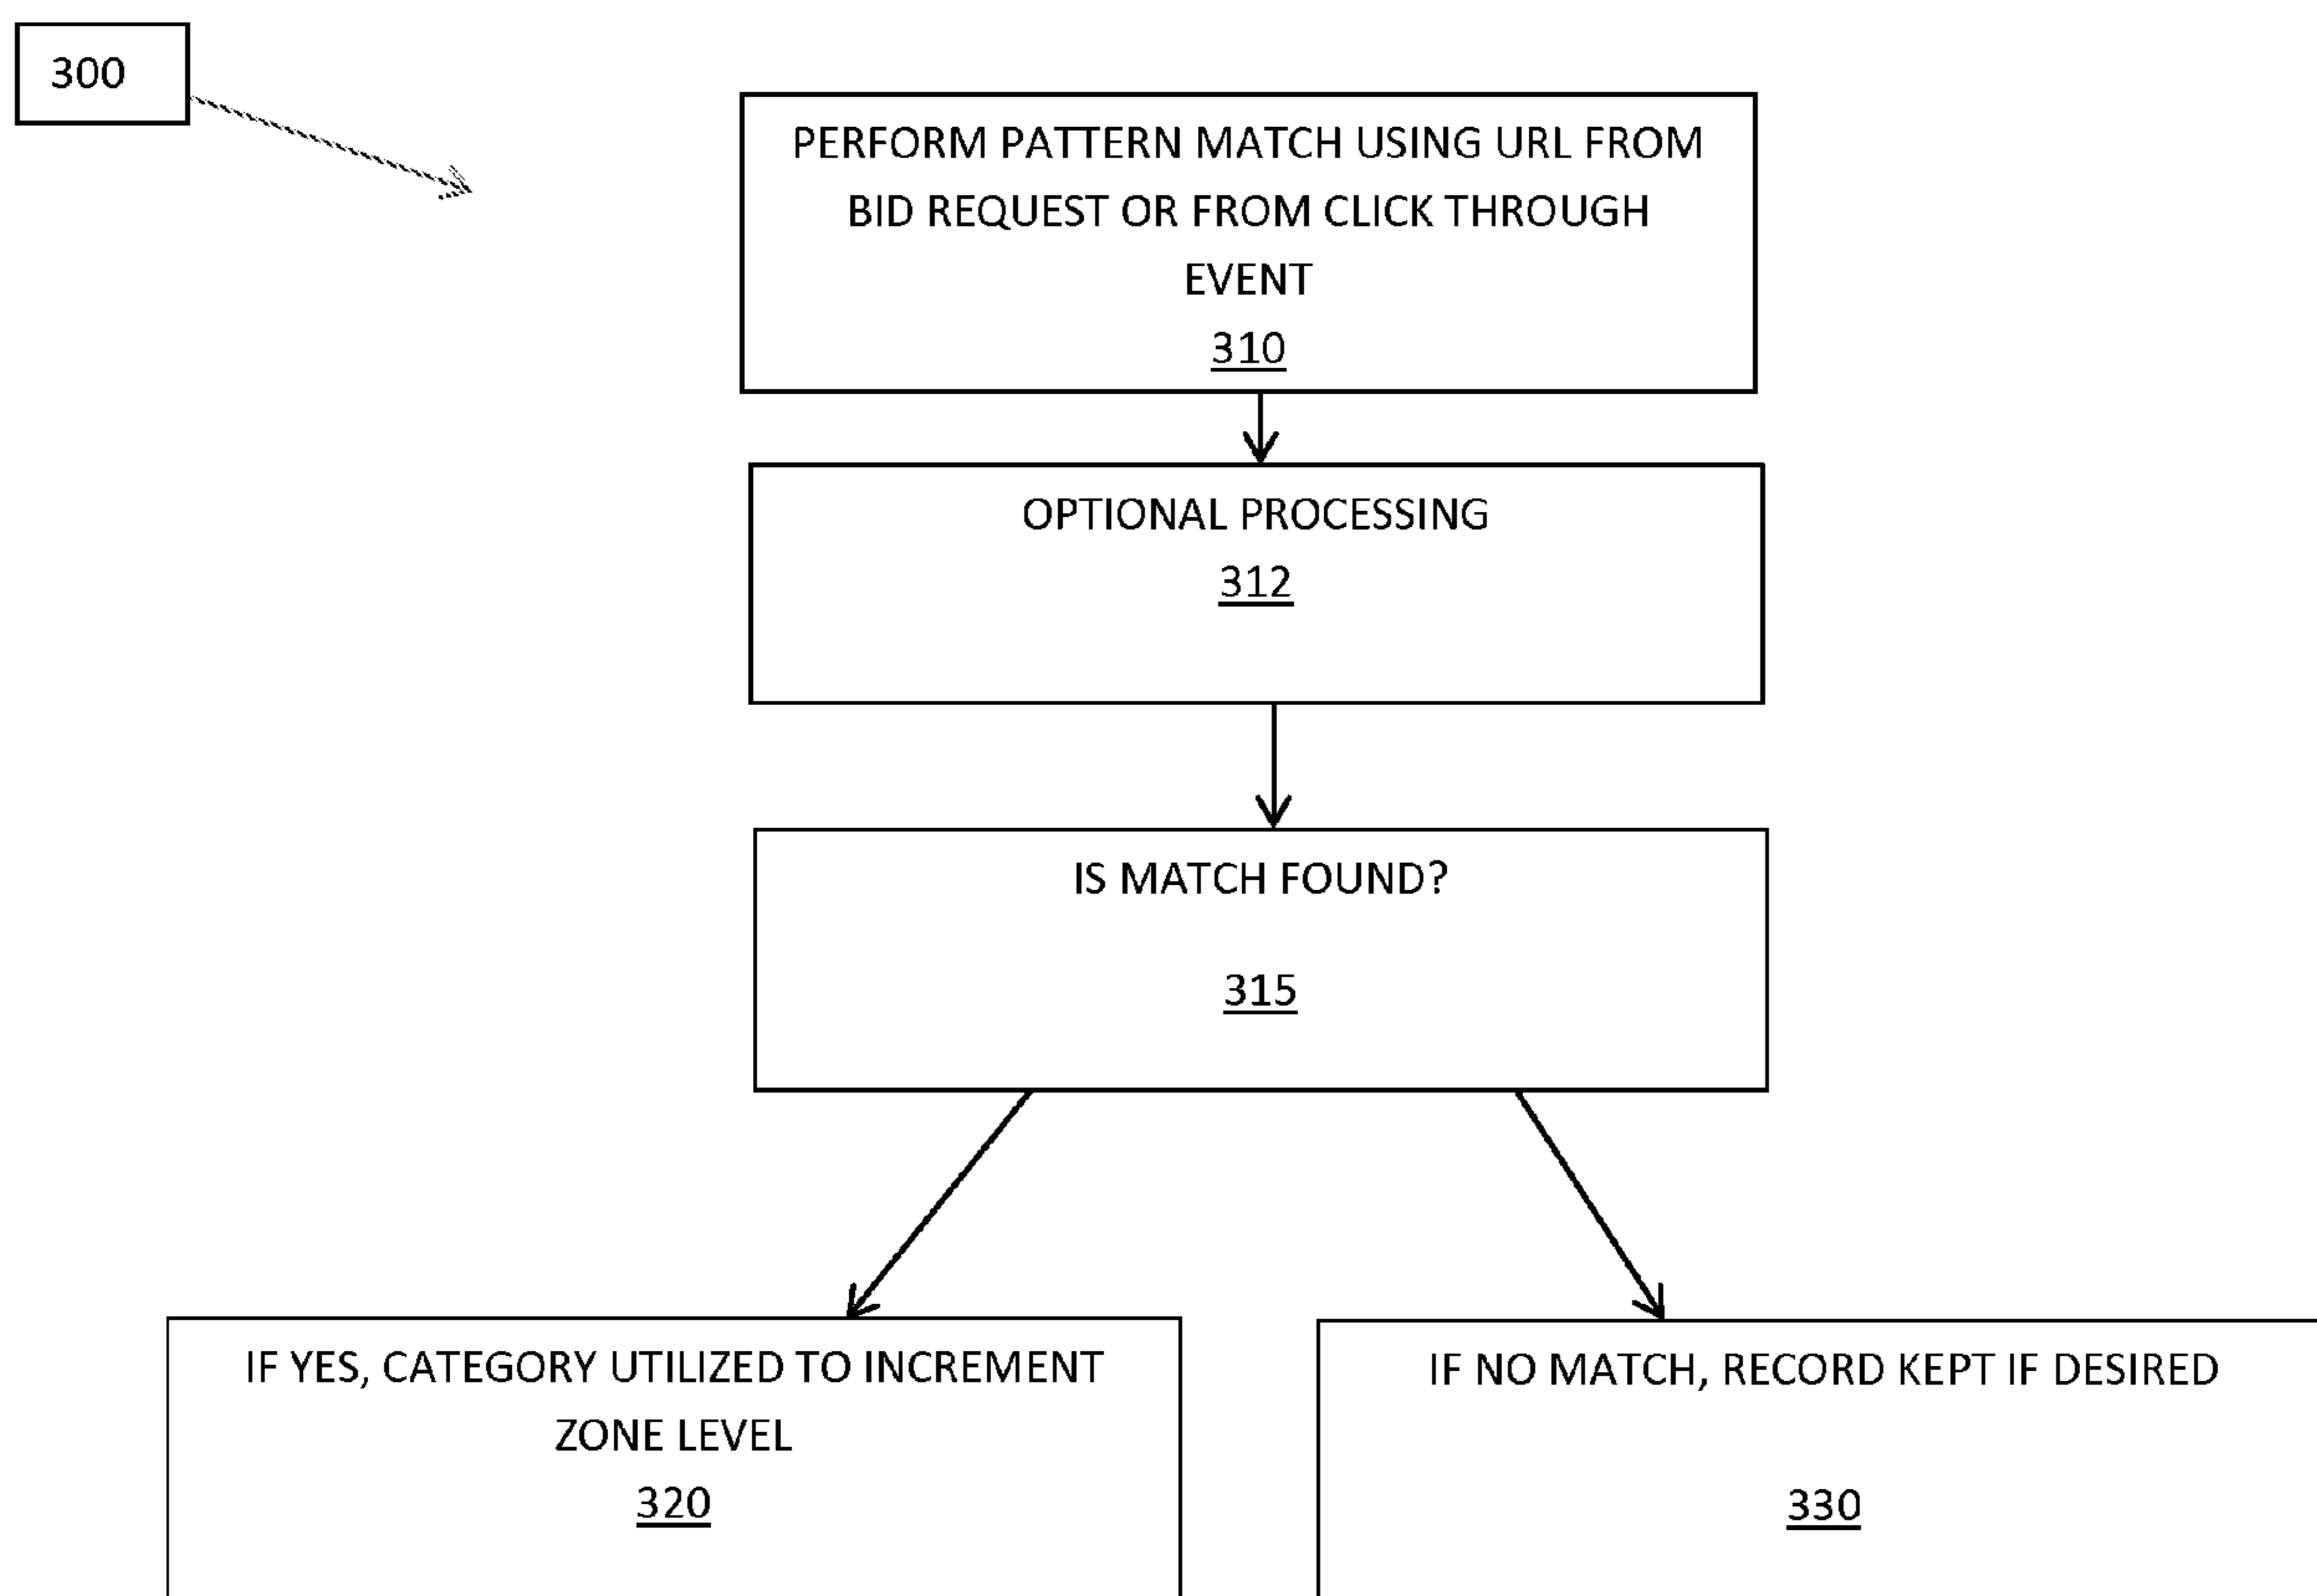 300
PERFORM PATTERN MATCH USING URL FROM
BID REQUEST OR FROM CLICK THROUGH
EVENT
310
OPTIONAL PROCESSING
312
IS MATCH FOUND?
315
IF YES, CATEGORY UTILIZED TO INCREMENT
ZONE LEVEL
320
IF NO MATCH, RECORD KEPT IF DESIRED
330